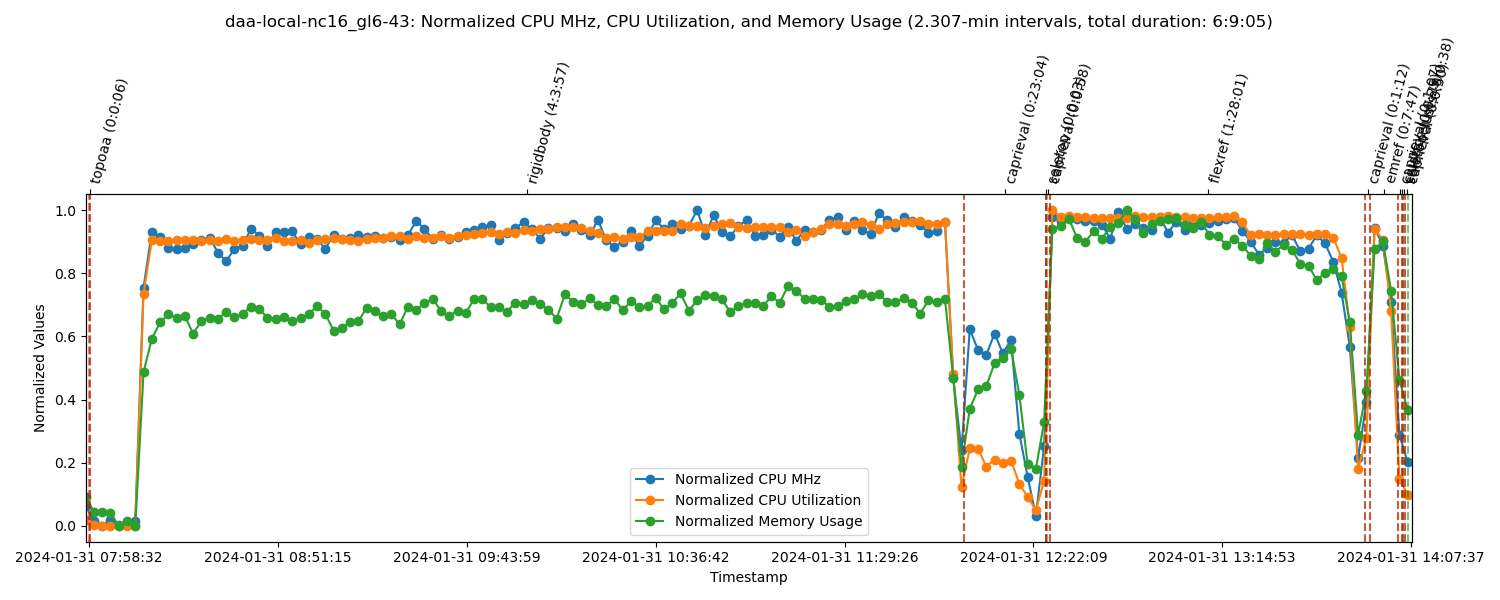 daa-local-nc16_gl6-43: Normalized CPU MHz, CPU Utilization, and Memory Usage (2.307-min intervals, total duration: 6:9:05)
topoaa (0:0:06)
rigidbody (4:3:57)
caprieval (0:23:04)
caprieval (0:0:58)
flexref (1:28:01)
caprieval (0:1:12)
emref (0:7:47)
1.0
0.8
0.6
0.4
0.2
0.0
Normalized Values
Normalized CPU MHz
Normalized CPU Utilization
Normalized Memory Usage
2024-01-31 07:58:32
2024-01-31 08:51:15
2024-01-31 09:43:59
2024-01-31 10:36:42
2024-01-31 11:29:26
2024-01-31 12:22:09
2024-01-31 13:14:53
2024-01-31 14:07:37
Timestamp